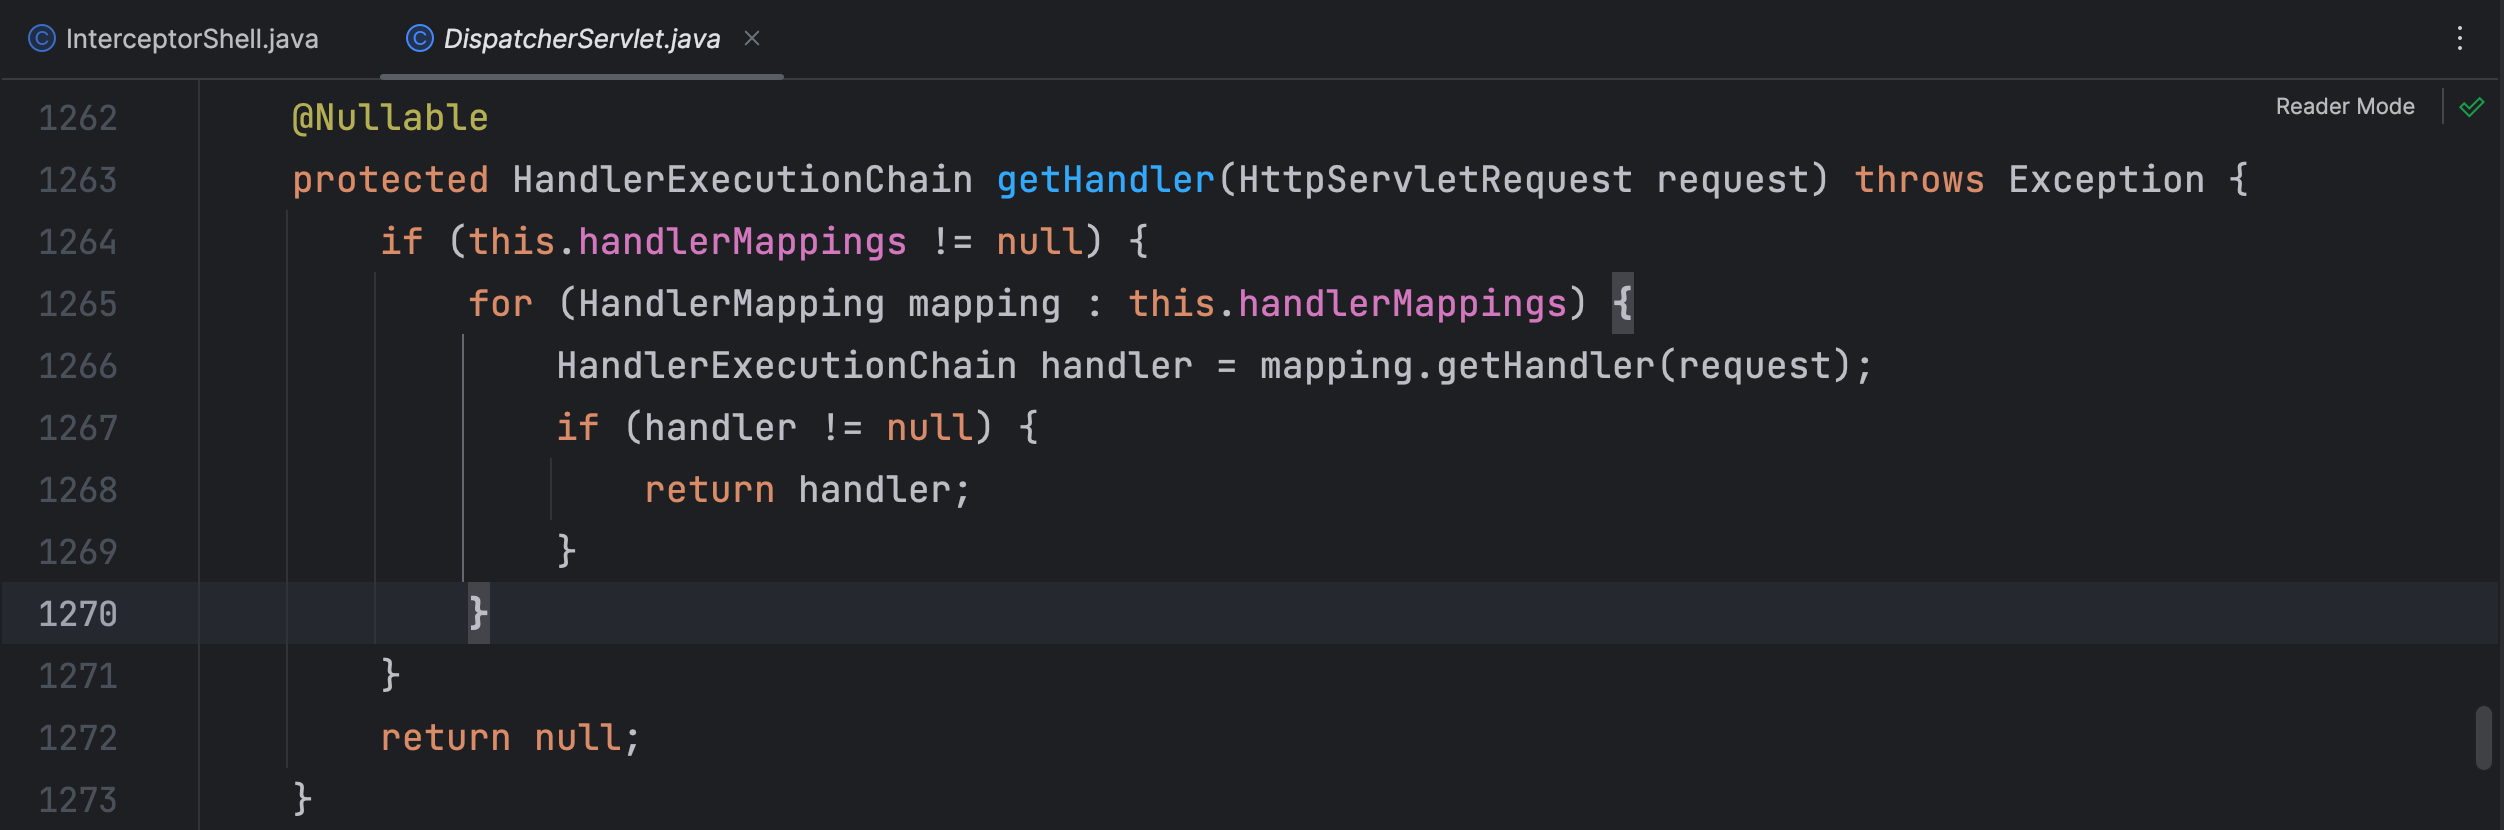 InterceptorShell.java DispatcherServlet.java
Reader Mode
1262 @Nullable
1263 protected HandlerExecutionChain getHandler(HttpServletRequest request) throws Exception {
1264 if (this.handlerMappings != null) {
1265 for (HandlerMapping mapping : this.handlerMappings) {
1266 HandlerExecutionChain handler = mapping.getHandler(request);
1267 if (handler != null) {
1268 return handler;
1269 }
1270 }
1271 }
1272 return null;
1273 }